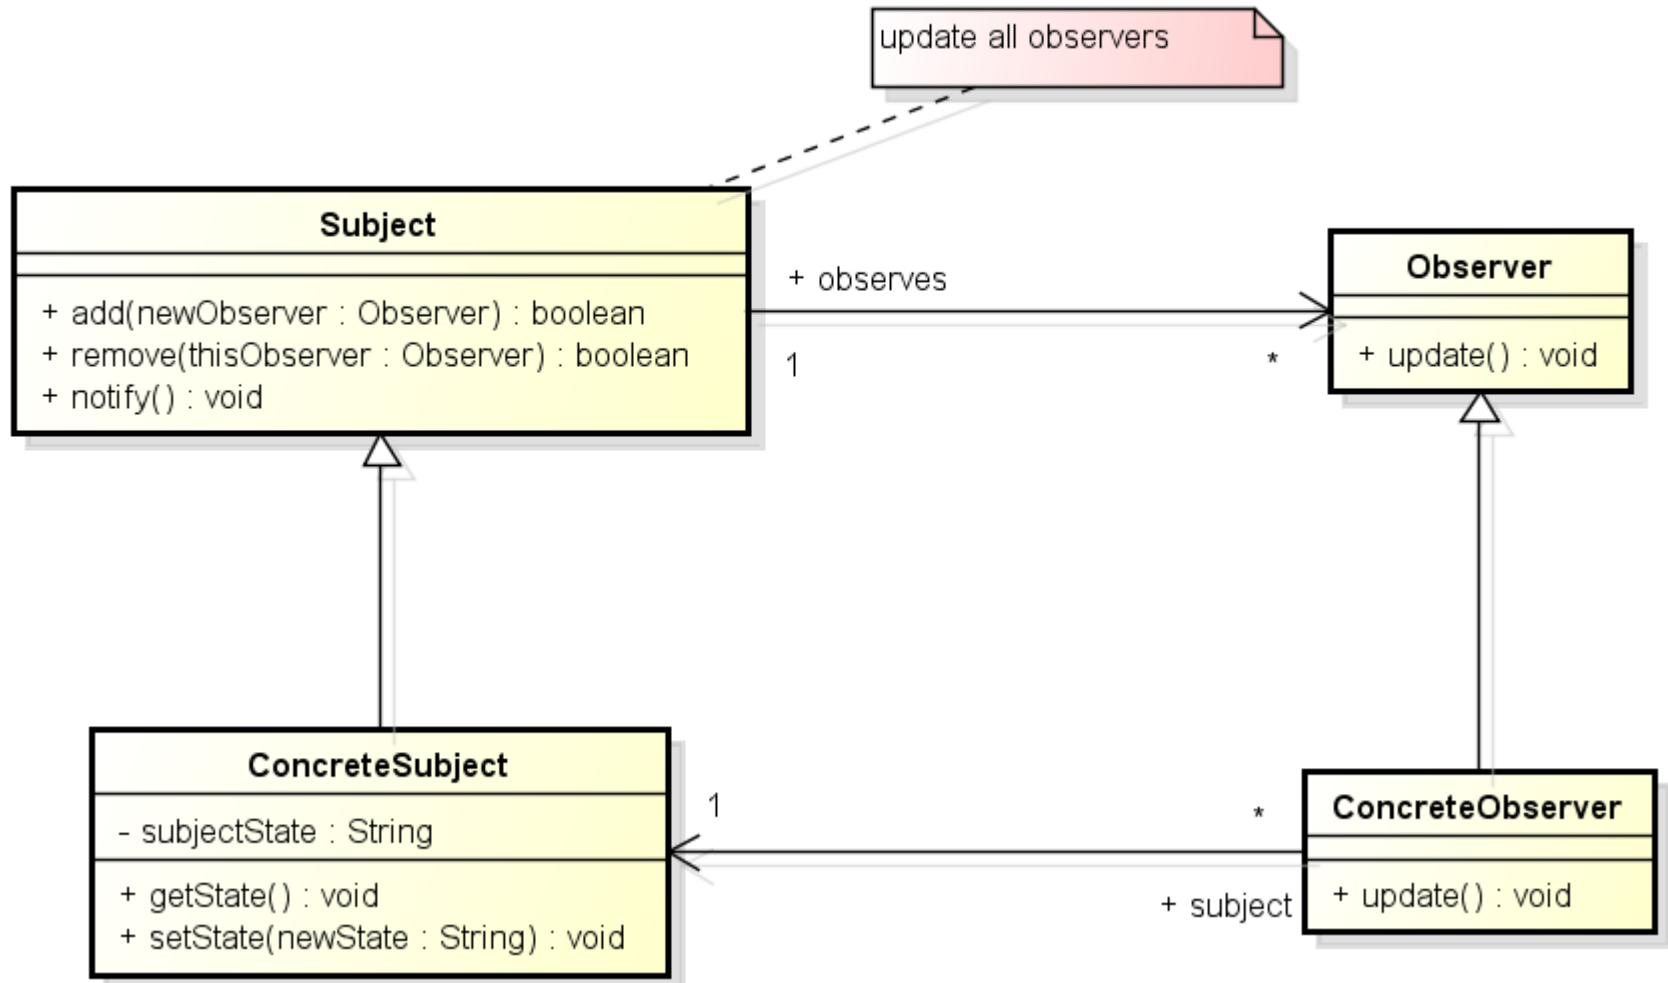 update all observers
Subject
+ add(newObserver : Observer) : boolean
+ remove(thisObserver : Observer) : boolean
+ notify() : void
+ observes
1
*
Observer
+ update() : void
ConcreteSubject
- subjectState : String
+ getState() : void
+ setState(newState : String) : void
1
*
+ subject
ConcreteObserver
+ update() : void